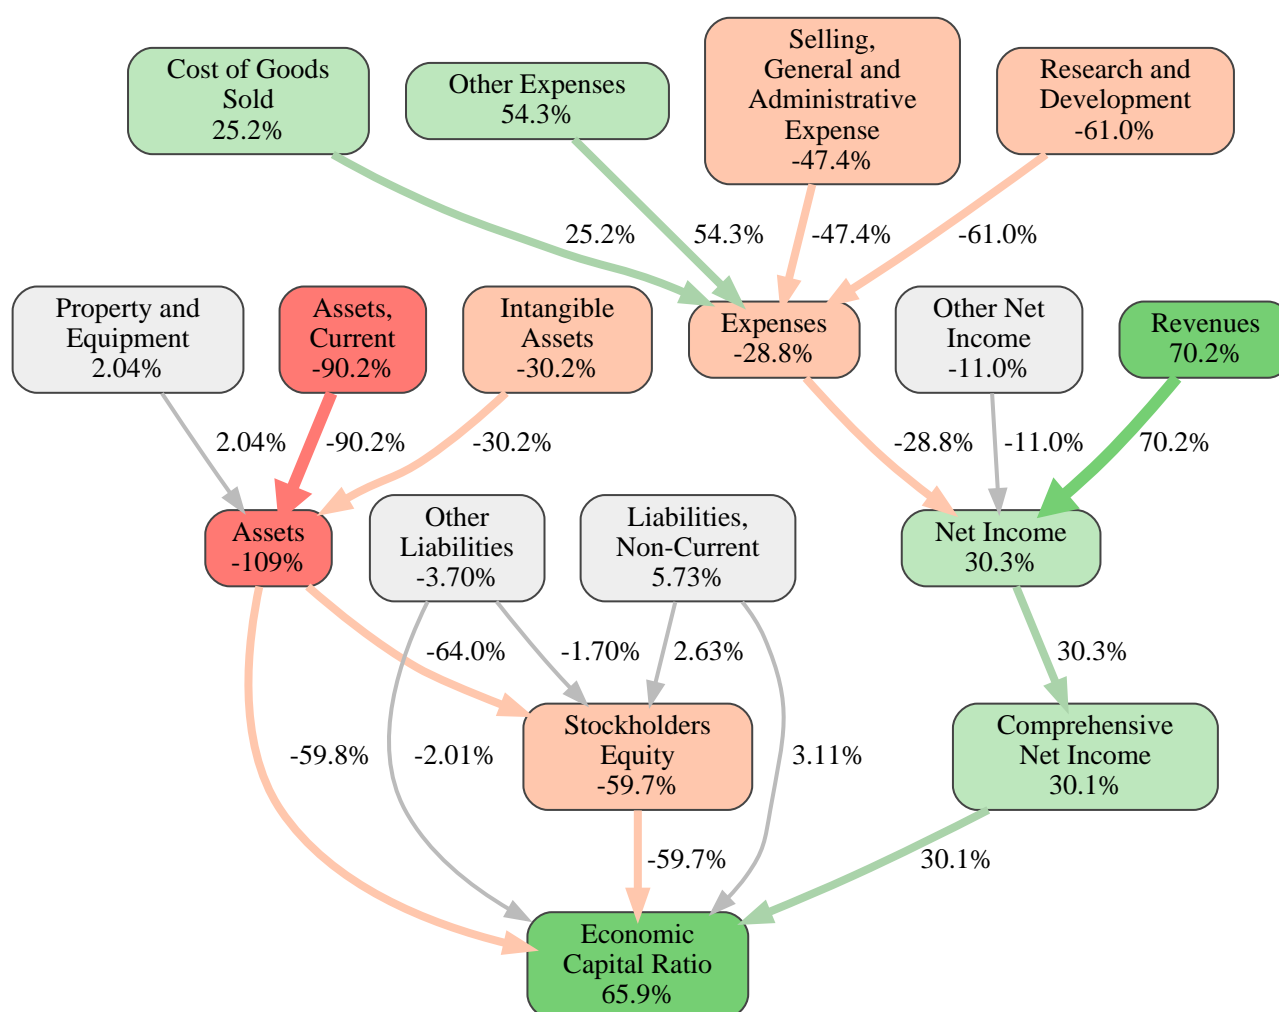 Cost of Goods
Sold
25.2%
Other Expenses
54.3%
Selling,
General and
Administrative
Expense
-47.4%
Research and
Development
-61.0%
25.2%
54.3%
-47.4%
-61.0%
Property and
Equipment
2.04%
Assets,
Current
-90.2%
Intangible
Assets
-30.2%
Expenses
-28.8%
Other Net
Income
-11.0%
Revenues
70.2%
2.04%
-90.2%
-30.2%
-28.8%
-11.0%
70.2%
Assets
-109%
Other
Liabilities
-3.70%
Liabilities,
Non-Current
5.73%
Net Income
30.3%
-64.0%
-1.70%
2.63%
30.3%
Stockholders
Equity
-59.7%
Comprehensive
Net Income
30.1%
-59.8%
-2.01%
3.11%
-59.7%
30.1%
Economic
Capital Ratio
65.9%